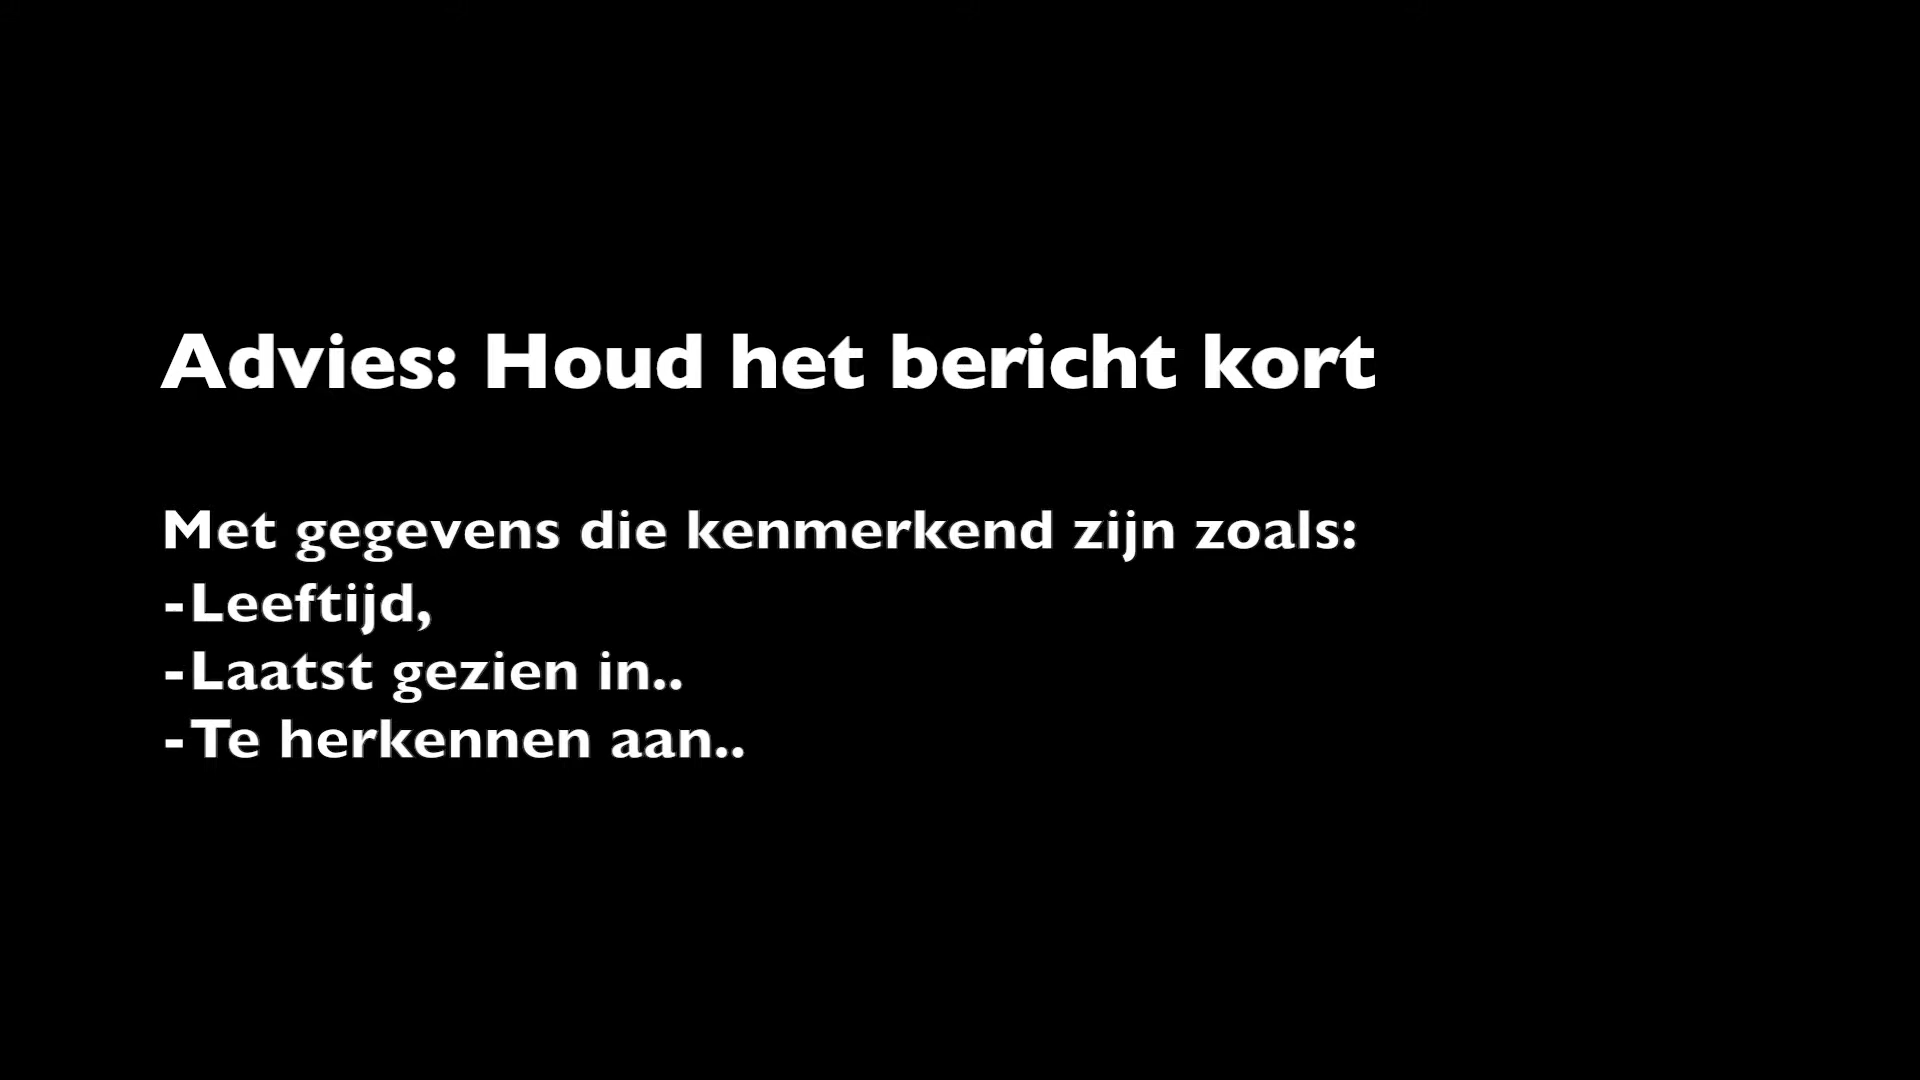 Advies: Houd het bericht kort
Met gegevens die kenmerkend zijn zoals:
-Leeftijd,
-Laatst gezien in..
-Te herkennen aan..